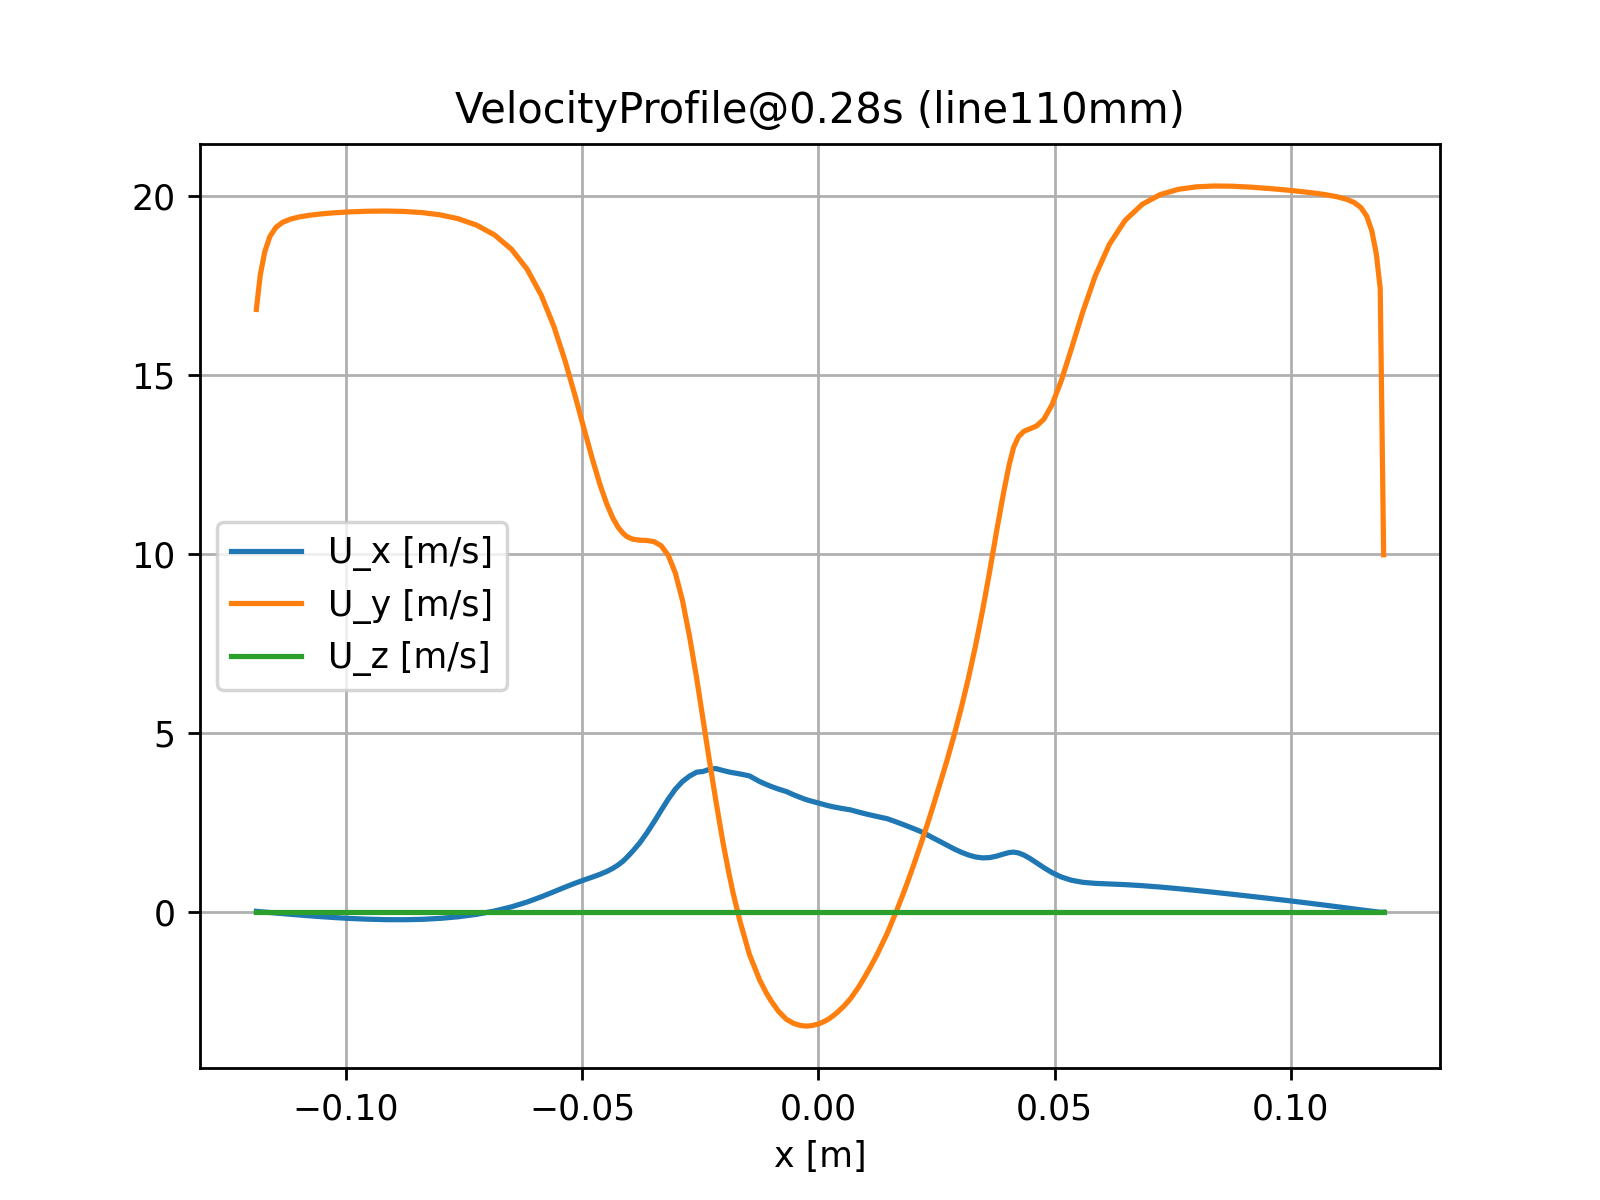 VelocityProfile@0.28s (line110mm)
20
15
10
5
0
U_x [m/s]
U_y [m/s]
U_z [m/s]
−0.10 −0.05 0.00 0.05 0.10
x [m]